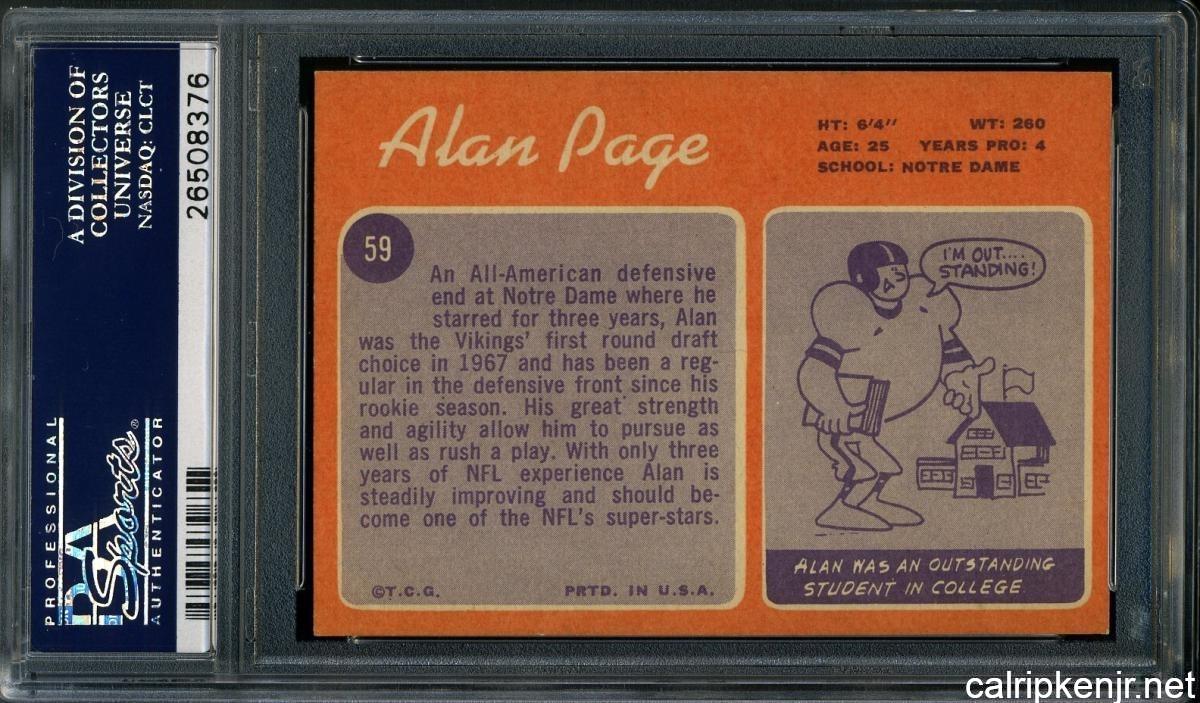 A DIVISION OF
COLLECTORS
UNIVERSE
NASDAQ: CLCT
26508376
PROFESSIONAL
PSA
Sports®
AUTHENTICATOR
Alan Page
HT: 6'4"
WT: 260
AGE: 25
YEARS PRO: 4
SCHOOL: NOTRE DAME
59
An All-American defensive
end at Notre Dame where he
starred for three years, Alan
was the Vikings' first round draft
choice in 1967 and has been a reg-
ular in the defensive front since his
rookie season. His great strength
and agility allow him to pursue as
well as rush a play. With only three
years of NFL experience Alan is
steadily improving and should be-
come one of the NFL's super-stars.
©T.C.G.
PRTD. IN U.S.A.
I'M OUT....
STANDING!
ALAN WAS AN OUTSTANDING
STUDENT IN COLLEGE
calripkenjr.net